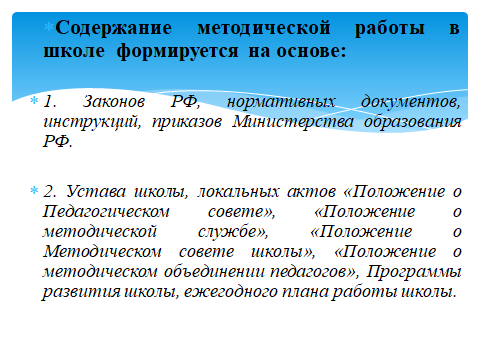 *Содержание методической работы в
школе формируется на основе:
* 1. Законов РФ, нормативных документов,
инструкций, приказов Министерства образования
РФ.
* 2. Устава школы, локальных актов «Положение о
Педагогическом совете», «Положение о
методической службе», «Положение о
Методическом совете школы», «Положение о
методическом объединении педагогов», Программы
развития школы, ежегодного плана работы школы.